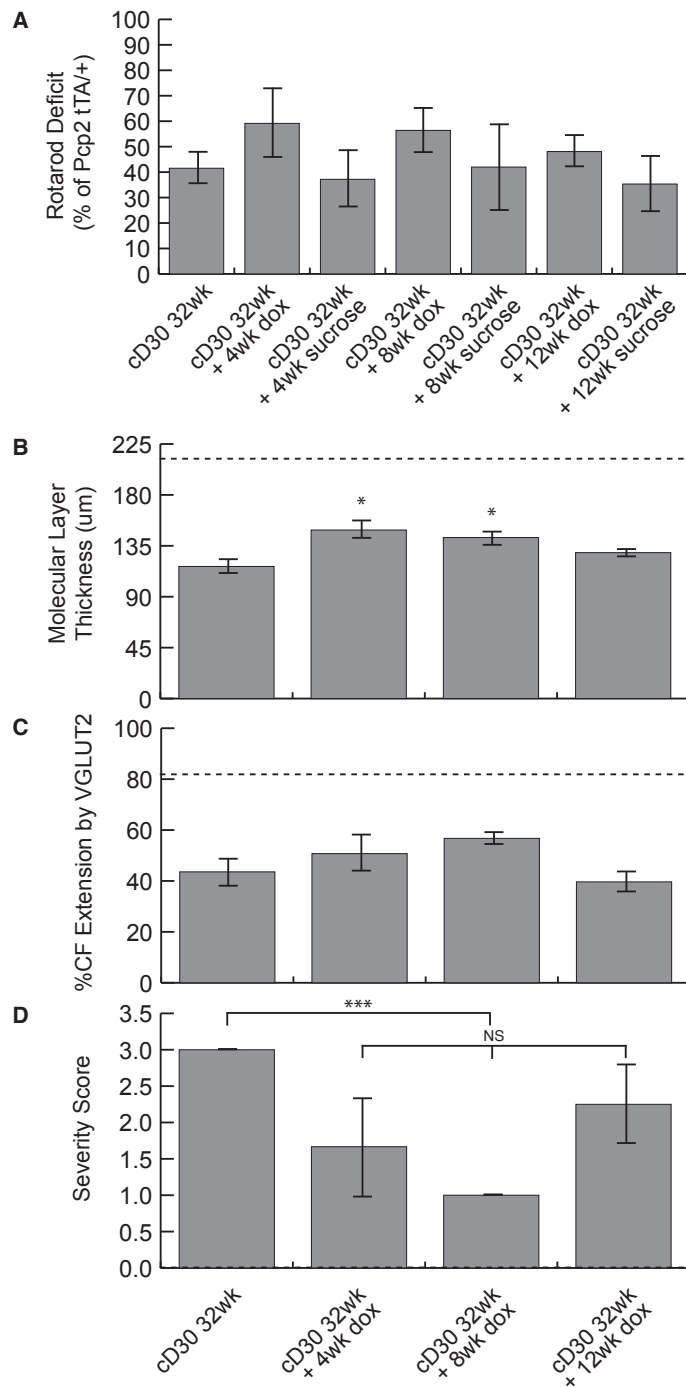 A
Rotarod Deficit
(% of Pcp2 tTA/+)
100
90
80
70
60
50
40
30
20
10
0
cD30 32wk
cD30 32wk
+ 4wk dox
cD30 32wk
+ 4wk sucrose
cD30 32wk
+ 8wk dox
cD30 32wk
+ 8wk sucrose
cD30 32wk
+ 12wk dox
cD30 32wk
+ 12wk sucrose
B
Molecular Layer
Thickness (um)
225
180
135
90
45
0
*
*
C
%CF Extension by VGLUT2
100
80
60
40
20
0
D
Severity Score
3.5
3.0
2.5
2.0
1.5
1.0
0.5
0.0
***
NS
cD30 32wk
cD30 32wk
+ 4wk dox
cD30 32wk
+ 8wk dox
cD30 32wk
+ 12wk dox